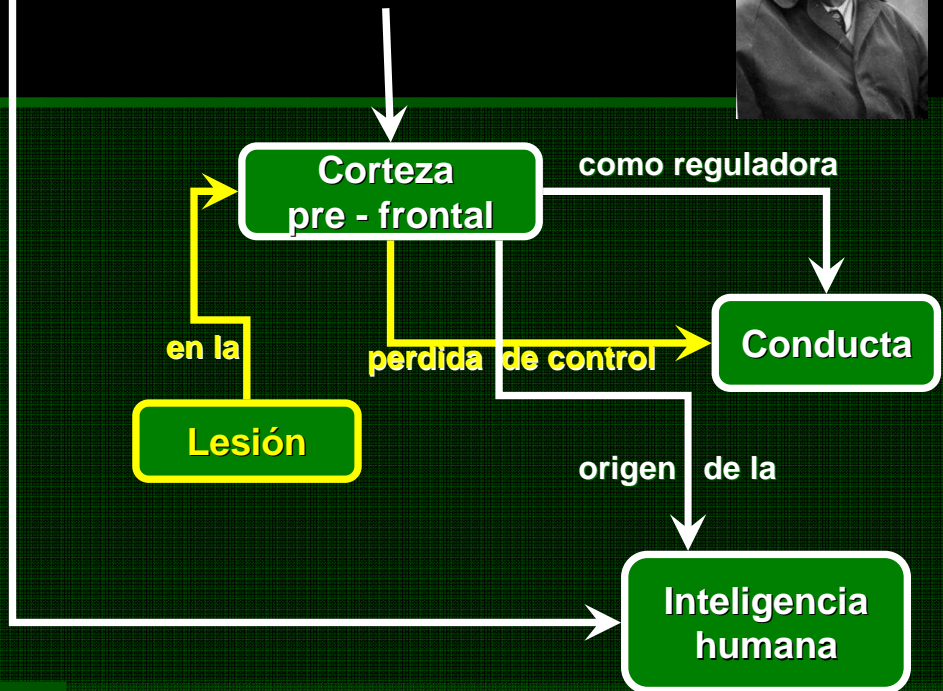 Corteza
pre - frontal
como reguladora
en la
perdida de control
Conducta
Lesión
origen de la
Inteligencia
humana